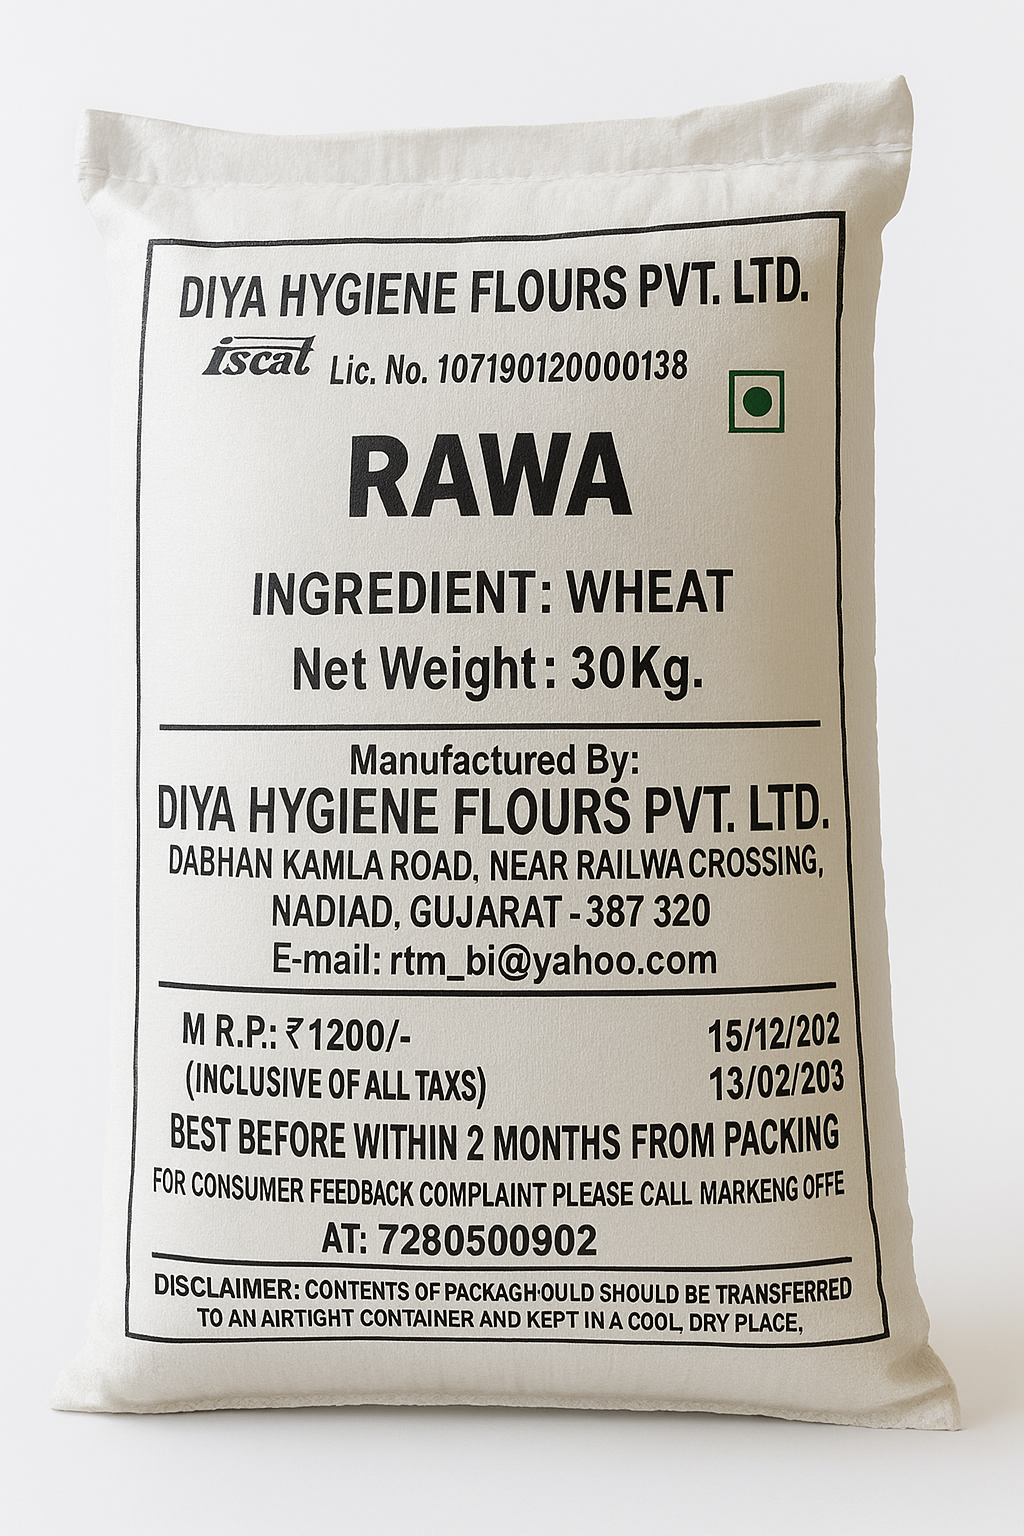 DIYA HYGIENE FLOURS PVT. LTD.
iscat Lic. No. 107190120000138
RAWA
INGREDIENT: WHEAT
Net Weight: 30Kg.
Manufactured By:
DIYA HYGIENE FLOURS PVT. LTD.
DABHAN KAMLA ROAD, NEAR RAILWA CROSSING,
NADIAD, GUJARAT - 387 320
E-mail: rtm_bi@yahoo.com
M R.P.: ₹1200/- 15/12/202
(INCLUSIVE OF ALL TAXS) 13/02/203
BEST BEFORE WITHIN 2 MONTHS FROM PACKING
FOR CONSUMER FEEDBACK COMPLAINT PLEASE CALL MARKENG OFFE
AT: 7280500902
DISCLAIMER: CONTENTS OF PACKAGH·OULD SHOULD BE TRANSFERRED
TO AN AIRTIGHT CONTAINER AND KEPT IN A COOL, DRY PLACE,